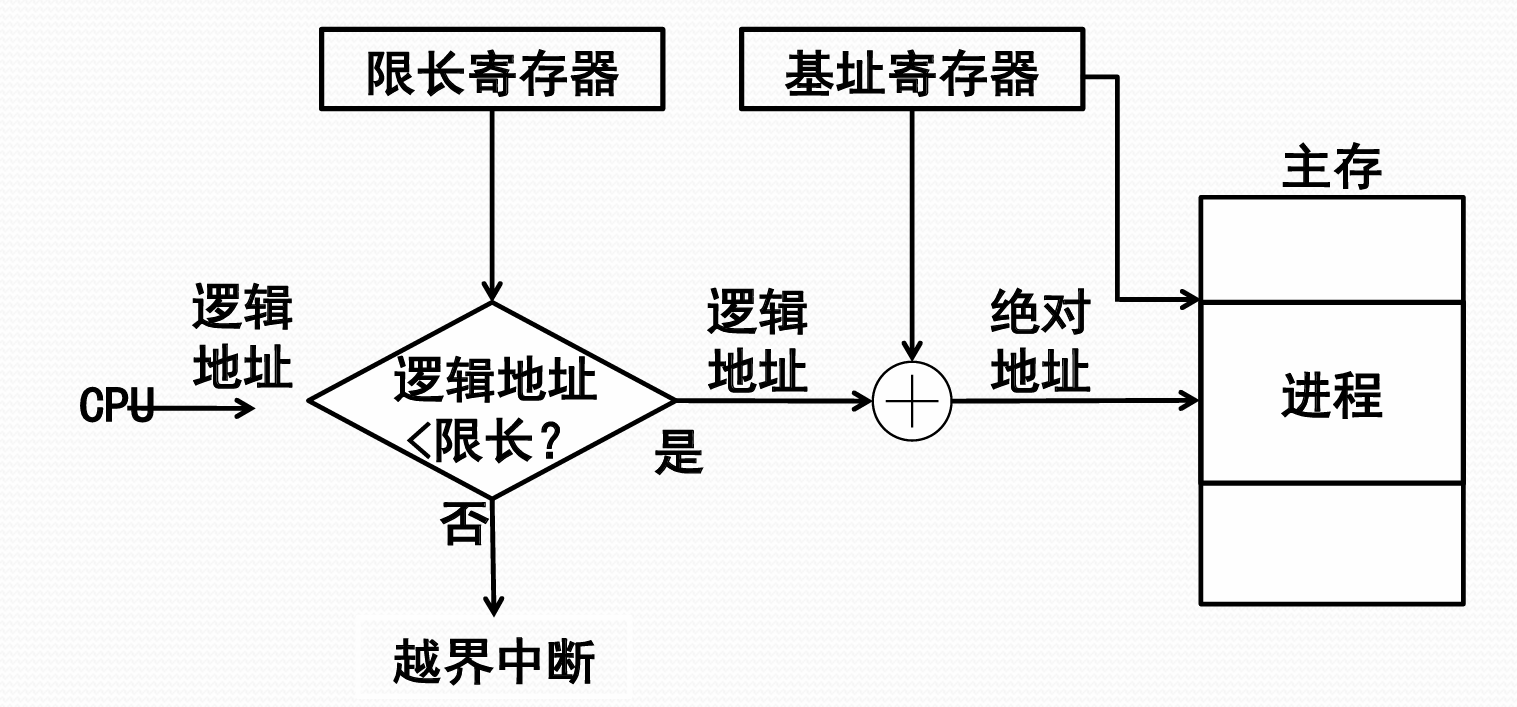 限长寄存器
基址寄存器
主存
逻辑
地址
CPU
逻辑地址
<限长?
逻辑
地址
绝对
地址
进程
是
否
越界中断